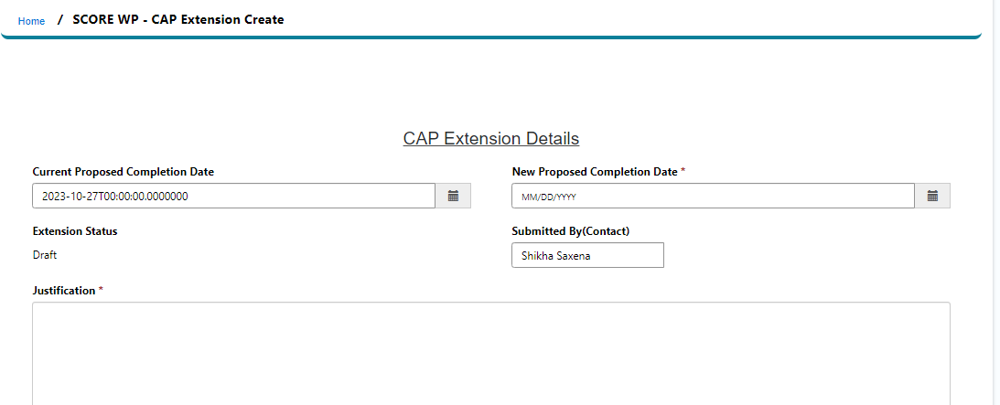 Home / SCORE WP - CAP Extension Create
CAP Extension Details
Current Proposed Completion Date
New Proposed Completion Date *
2023-10-27T00:00:00.0000000
MM/DD/YYYY
Extension Status
Submitted By(Contact)
Draft
Shikha Saxena
Justification *